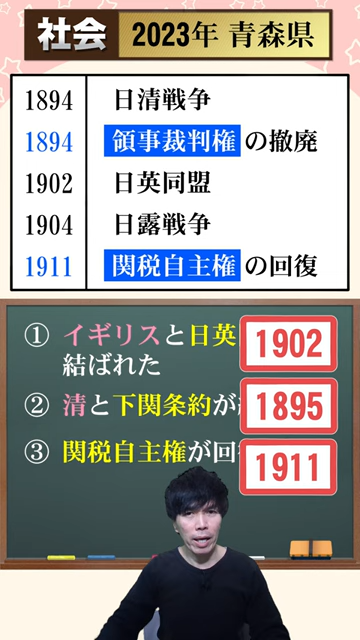 社会 2023年 青森県
1894 日清戦争
1894 領事裁判権 の撤廃
1902 日英同盟
1904 日露戦争
1911 関税自主権 の回復
① イギリスと日英 1902
結ばれた
② 清と下関条約が 1895
③ 関税自主権が回 1911